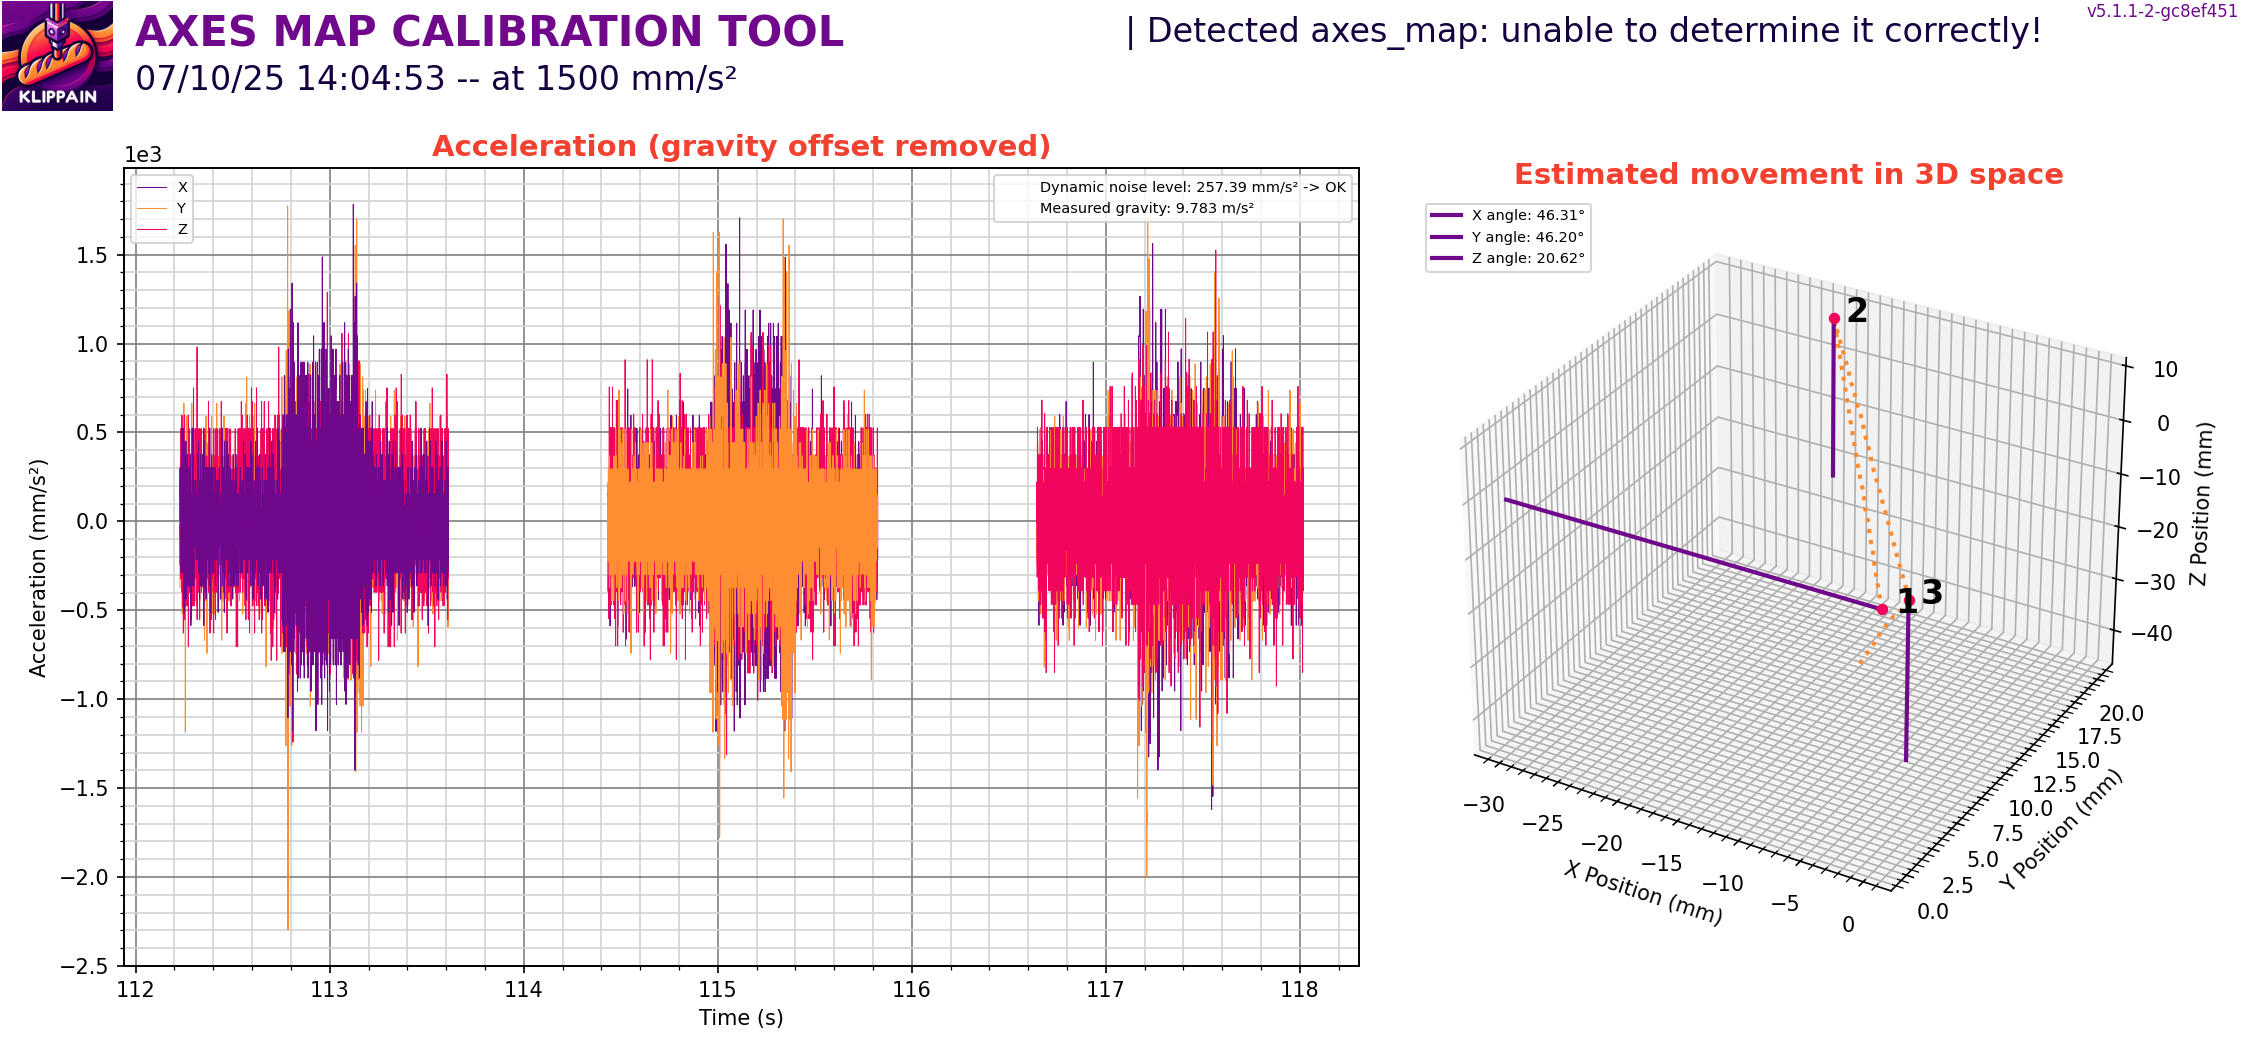 AXES MAP CALIBRATION TOOL
| Detected axes_map: unable to determine it correctly!
v5.1.1-2-gc8ef451
07/10/25 14:04:53 -- at 1500 mm/s²
KLIPPAIN
Acceleration (gravity offset removed)
1e3
X
Y
Z
Dynamic noise level: 257.39 mm/s² -> OK
Measured gravity: 9.783 m/s²
1.5
1.0
0.5
0.0
−0.5
−1.0
−1.5
−2.0
−2.5
Acceleration (mm/s²)
112 113 114 115 116 117 118
Time (s)
Estimated movement in 3D space
X angle: 46.31°
Y angle: 46.20°
Z angle: 20.62°
2
1
3
10
0
−10
−20
−30
−40
Z Position (mm)
20.0
17.5
15.0
12.5
10.0
7.5
5.0
2.5
0.0
Y Position (mm)
−30
−25
−20
−15
−10
−5
0
X Position (mm)